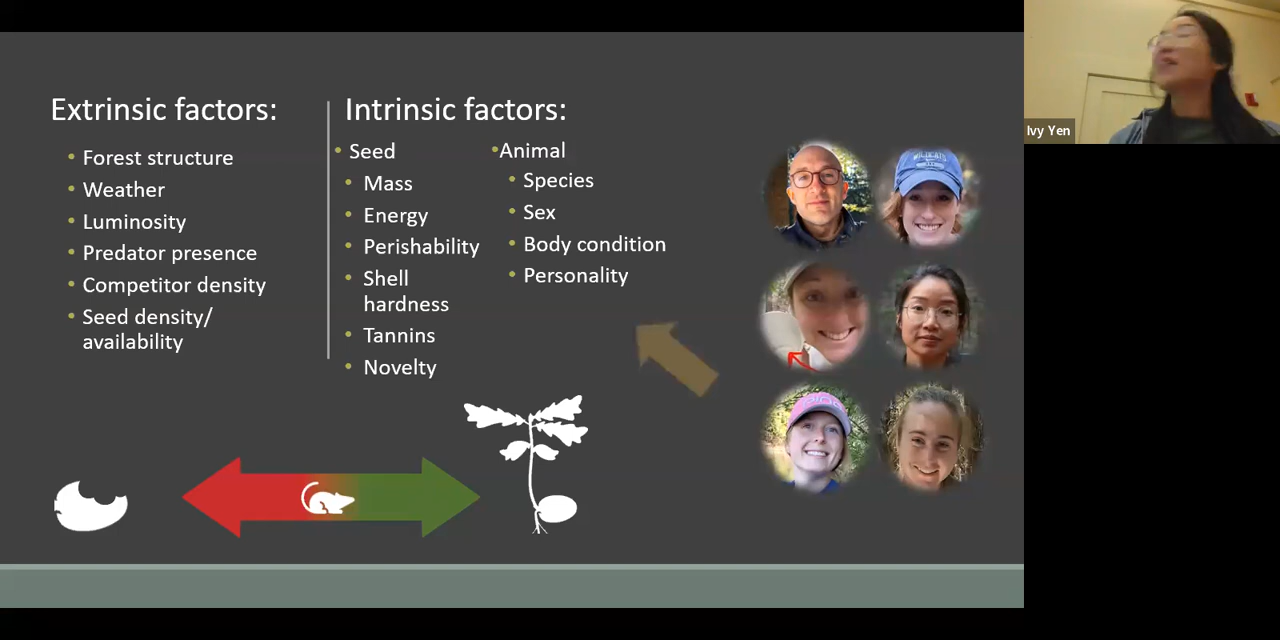 Extrinsic factors:
• Forest structure
• Weather
• Luminosity
• Predator presence
• Competitor density
• Seed density/
availability
Intrinsic factors:
• Seed
• Mass
• Energy
• Perishability
• Shell
hardness
• Tannins
• Novelty
•Animal
• Species
• Sex
• Body condition
• Personality
WILDCATS
Ivy Yen